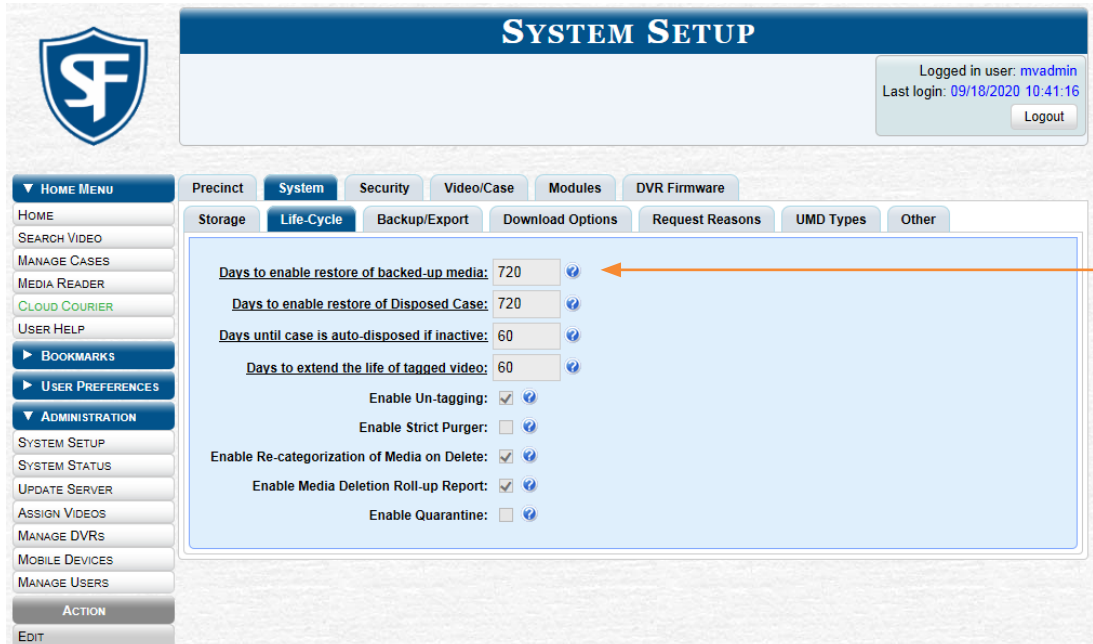 SF
SYSTEM SETUP
Logged in user: mvadmin
Last login: 09/18/2020 10:41:16
Logout
▼ HOME MENU
HOME
SEARCH VIDEO
MANAGE CASES
MEDIA READER
CLOUD COURIER
USER HELP
▶ BOOKMARKS
▶ USER PREFERENCES
▼ ADMINISTRATION
SYSTEM SETUP
SYSTEM STATUS
UPDATE SERVER
ASSIGN VIDEOS
MANAGE DVRS
MOBILE DEVICES
MANAGE USERS
ACTION
EDIT
Precinct System Security Video/Case Modules DVR Firmware
Storage Life-Cycle Backup/Export Download Options Request Reasons UMD Types Other
Days to enable restore of backed-up media: 720 ?
Days to enable restore of Disposed Case: 720 ?
Days until case is auto-disposed if inactive: 60 ?
Days to extend the life of tagged video: 60 ?
Enable Un-tagging: ?
Enable Strict Purger: ?
Enable Re-categorization of Media on Delete: ?
Enable Media Deletion Roll-up Report: ?
Enable Quarantine: ?